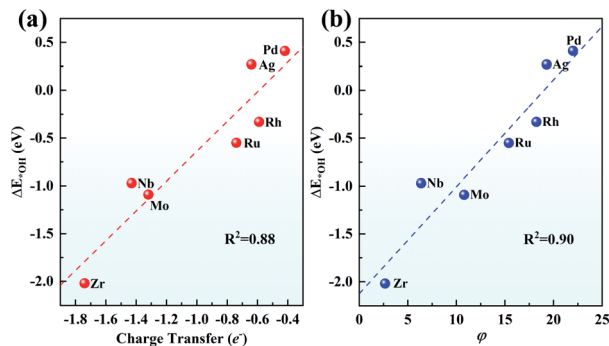 (a)
ΔE*OH (eV)
0.5
0.0
-0.5
-1.0
-1.5
-2.0
Pd
Ag
Rh
Ru
Nb
Mo
Zr
R²=0.88
-1.8 -1.6 -1.4 -1.2 -1.0 -0.8 -0.6 -0.4
Charge Transfer (e⁻)
(b)
ΔE*OH (eV)
0.5
0.0
-0.5
-1.0
-1.5
-2.0
Pd
Ag
Rh
Ru
Nb
Mo
Zr
R²=0.90
0 5 10 15 20 25
φ